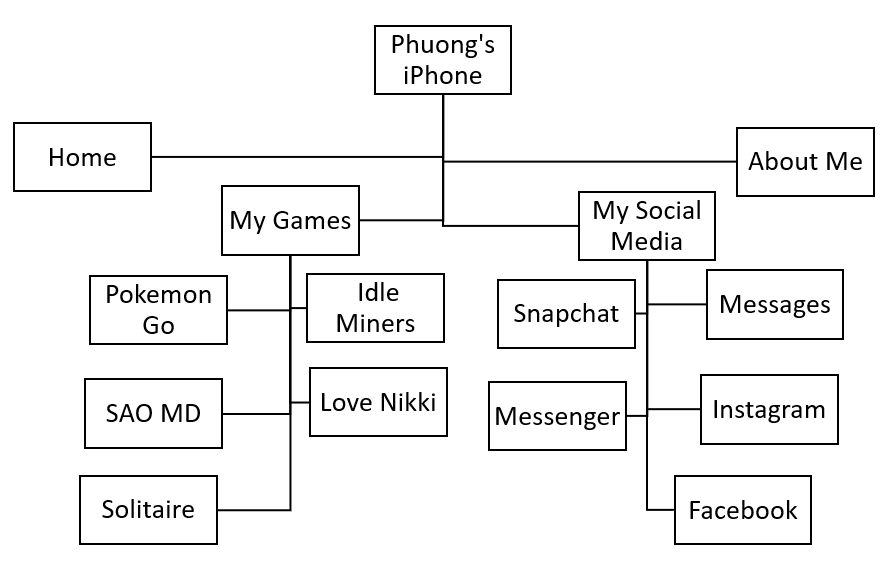 Phuong's
iPhone
Home
About Me
My Games
My Social
Media
Pokemon
Go
Idle
Miners
Snapchat
Messages
SAO MD
Love Nikki
Messenger
Instagram
Solitaire
Facebook